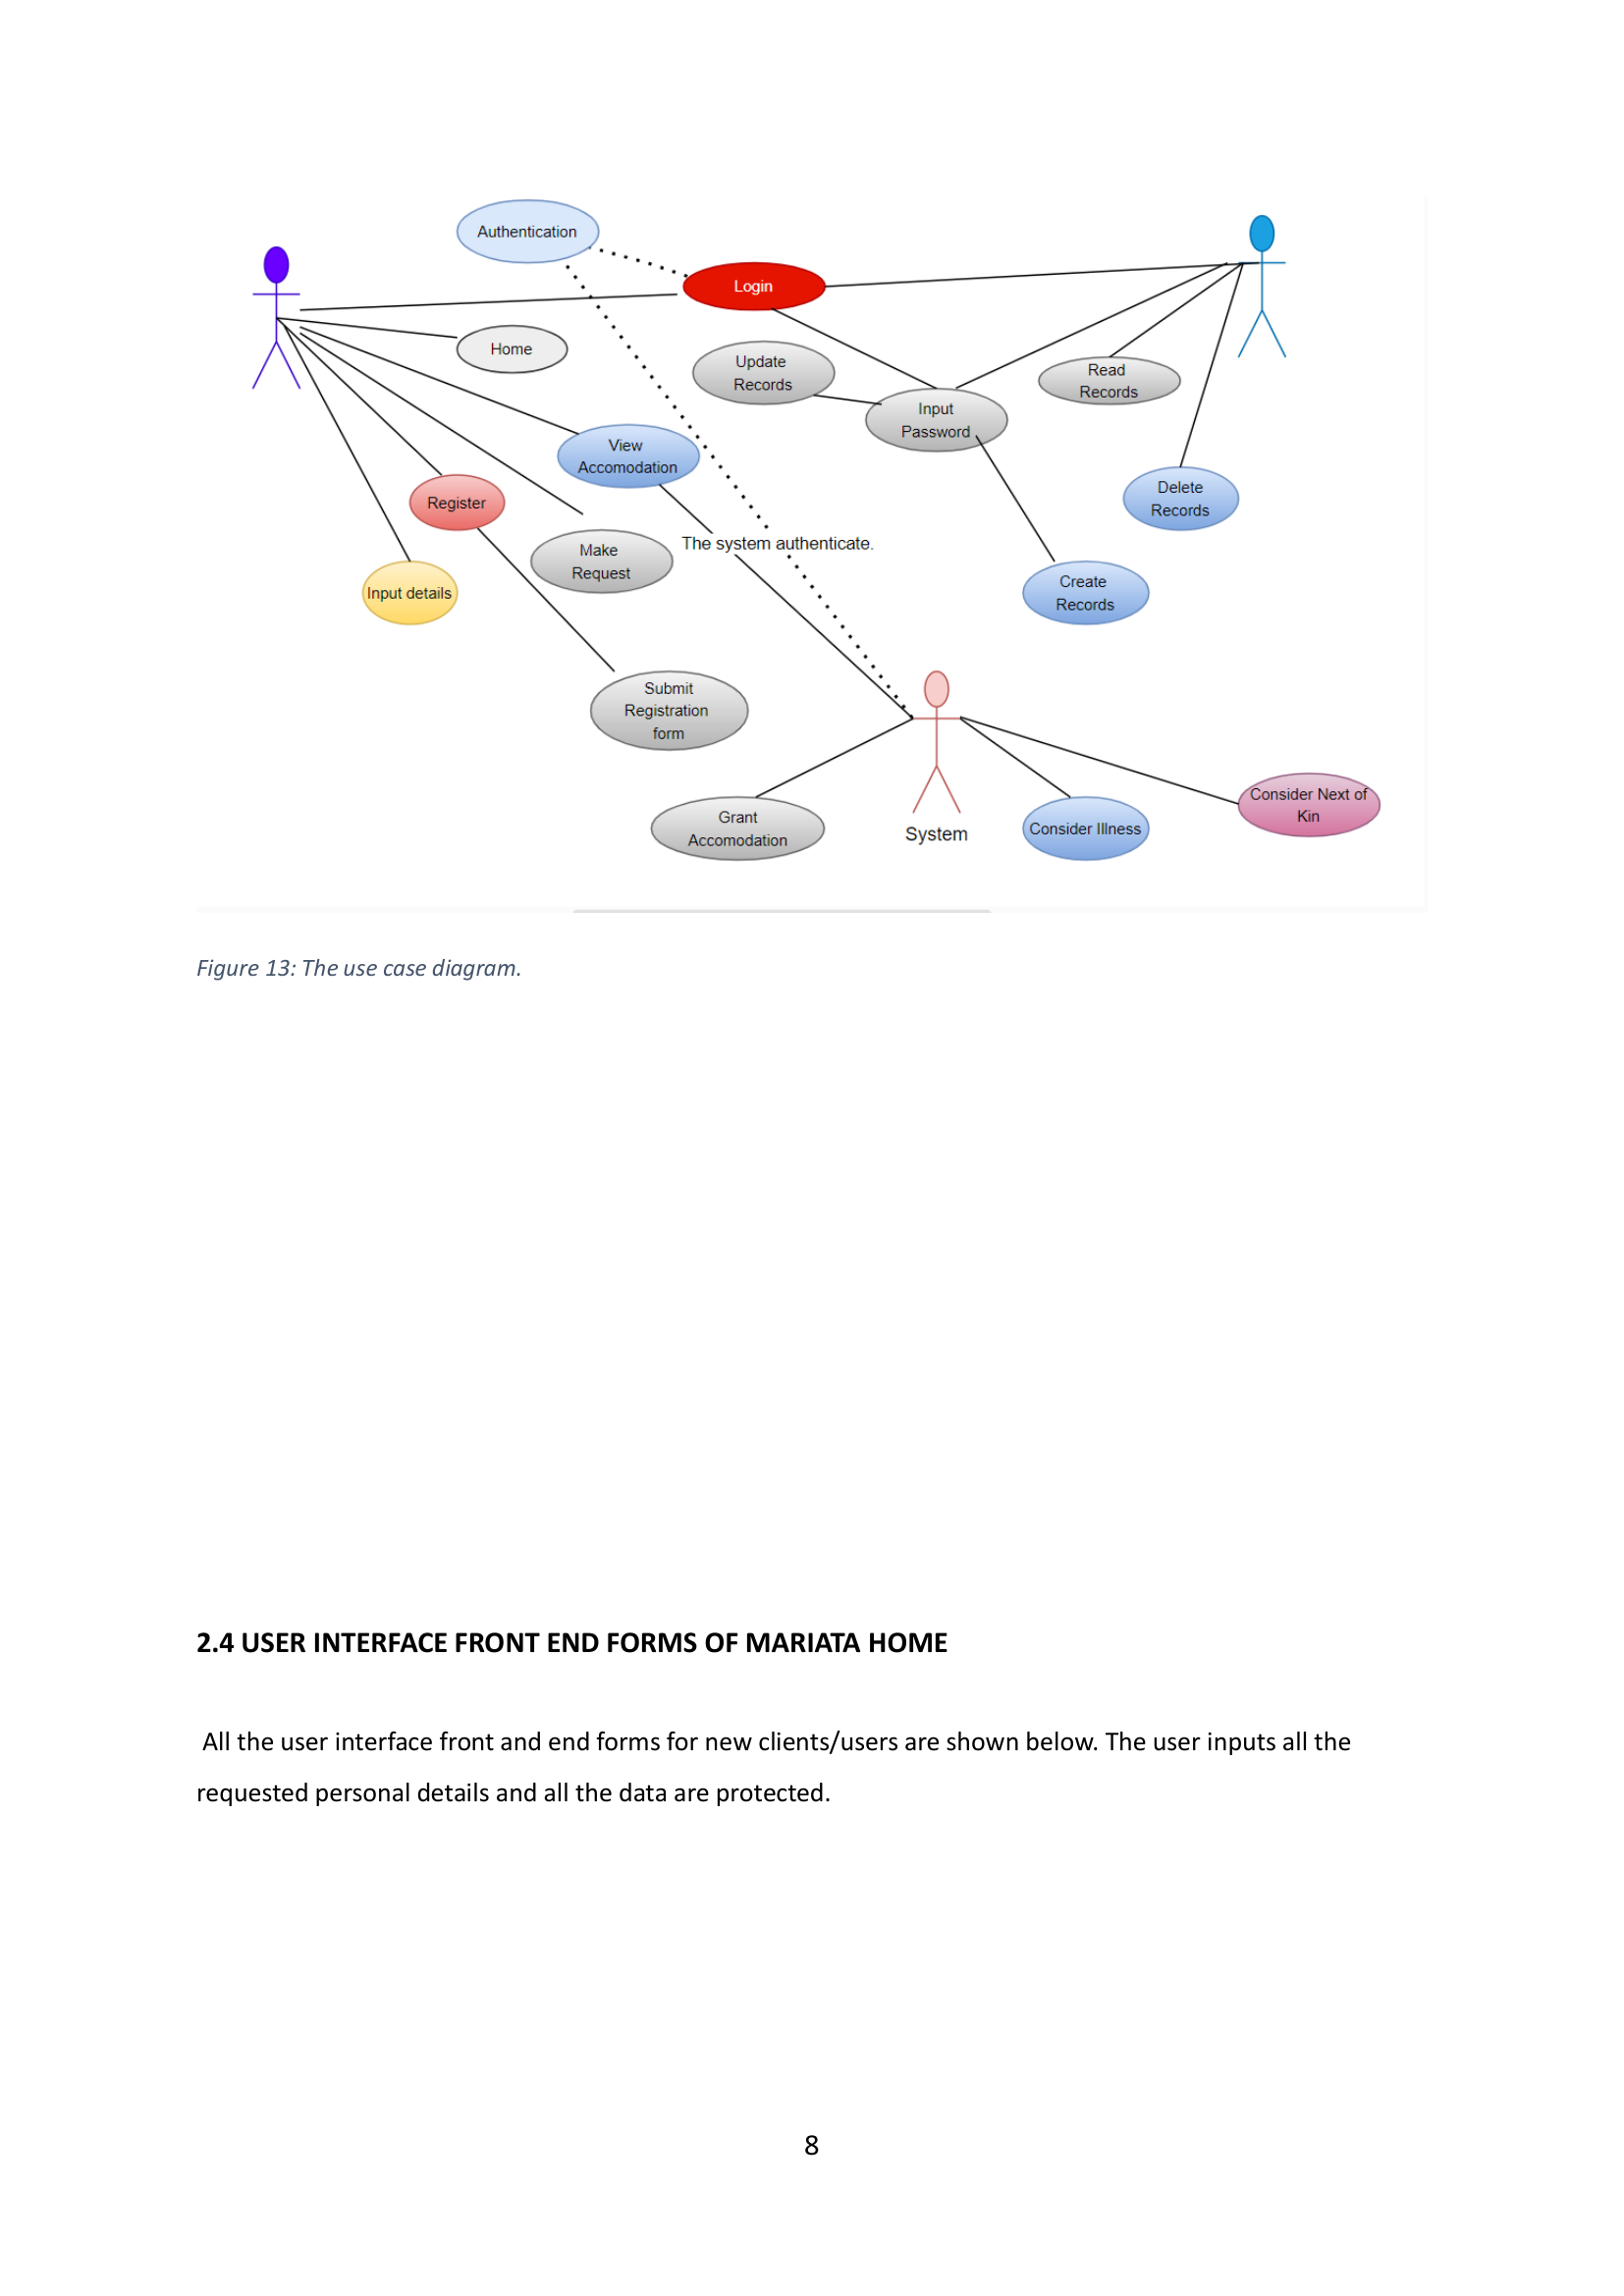 Authentication
Login
Home
Update
Records
Read
Records
Input
Password
View
Accomodation
Delete
Records
Register
The system authenticate.
Make
Request
Create
Records
Input details
Submit
Registration
form
Consider Next of
Kin
Grant
Accomodation
System
Consider Illness
Figure 13: The use case diagram.
2.4 USER INTERFACE FRONT END FORMS OF MARIATA HOME
All the user interface front and end forms for new clients/users are shown below. The user inputs all the
requested personal details and all the data are protected.
8